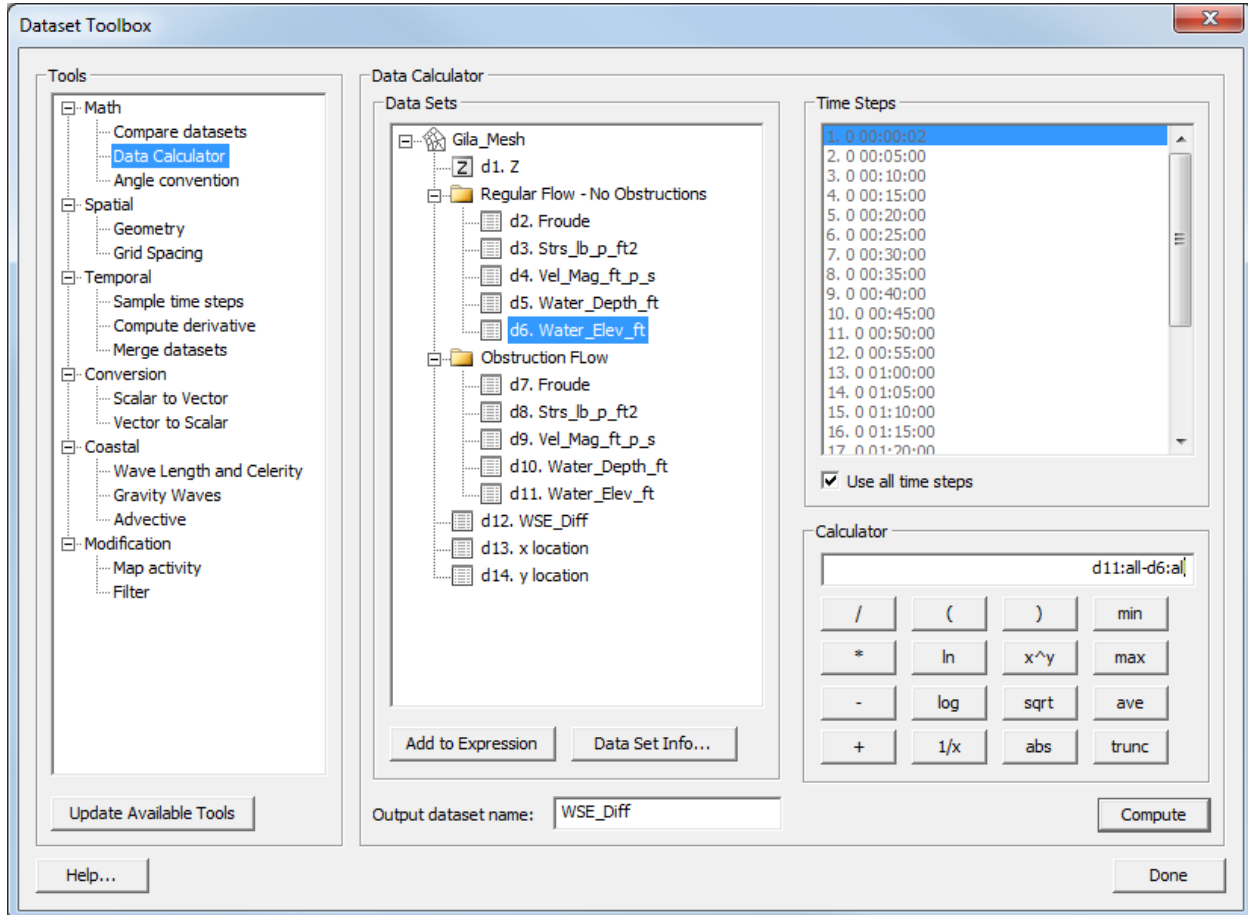 Dataset Toolbox
x
Tools
Math
Compare datasets
Data Calculator
Angle convention
Spatial
Geometry
Grid Spacing
Temporal
Sample time steps
Compute derivative
Merge datasets
Conversion
Scalar to Vector
Vector to Scalar
Coastal
Wave Length and Celerity
Gravity Waves
Advective
Modification
Map activity
Filter
Update Available Tools
Help...
Data Calculator
Data Sets
Gila_Mesh
Z d1. Z
Regular Flow - No Obstructions
d2. Froude
d3. Strs_lb_p_ft2
d4. Vel_Mag_ft_p_s
d5. Water_Depth_ft
d6. Water_Elev_ft
Obstruction FLow
d7. Froude
d8. Strs_lb_p_ft2
d9. Vel_Mag_ft_p_s
d10. Water_Depth_ft
d11. Water_Elev_ft
d12. WSE_Diff
d13. x location
d14. y location
Add to Expression
Data Set Info...
Output dataset name: WSE_Diff
Time Steps
1. 0 00:00:02
2. 0 00:05:00
3. 0 00:10:00
4. 0 00:15:00
5. 0 00:20:00
6. 0 00:25:00
7. 0 00:30:00
8. 0 00:35:00
9. 0 00:40:00
10. 0 00:45:00
11. 0 00:50:00
12. 0 00:55:00
13. 0 01:00:00
14. 0 01:05:00
15. 0 01:10:00
16. 0 01:15:00
17. 0 01:20:00
Use all time steps
Calculator
d11:all-d6:al
/ ( ) min
* ln x^y max
- log sqrt ave
+ 1/x abs trunc
Compute
Done